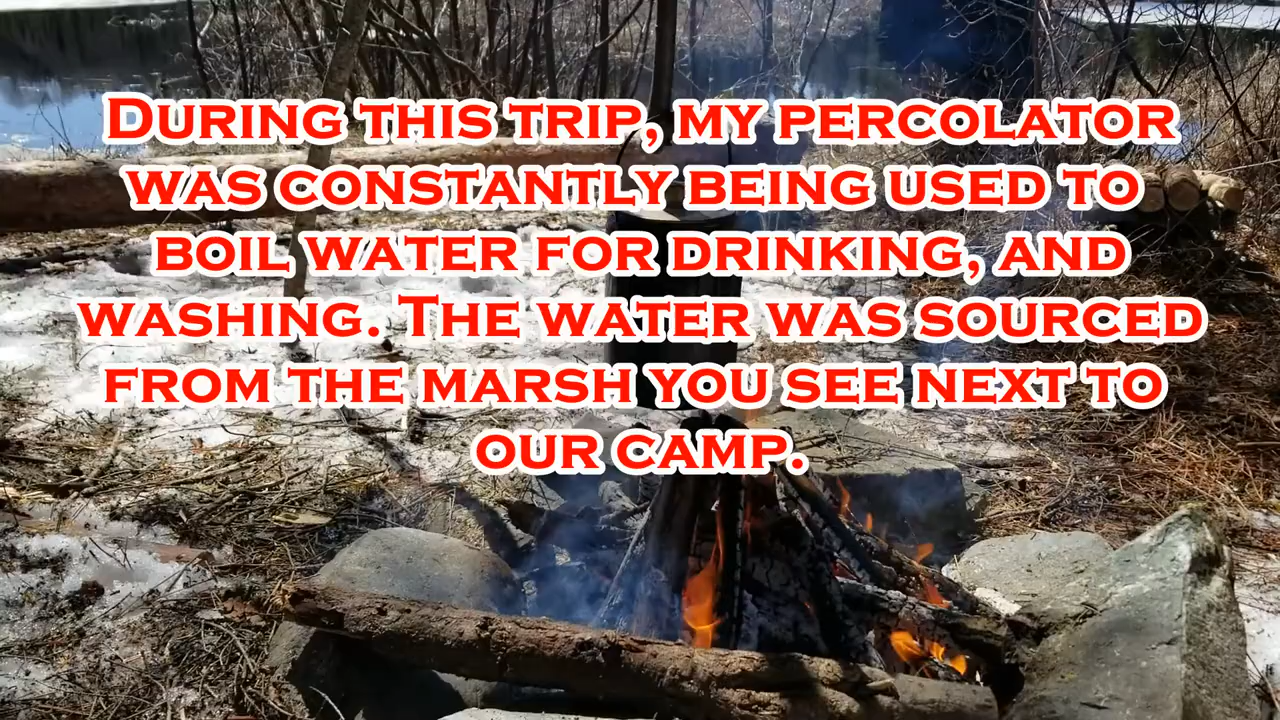 During this trip, my percolator
was constantly being used to
boil water for drinking, and
washing. The water was sourced
from the marsh you see next to
our camp.